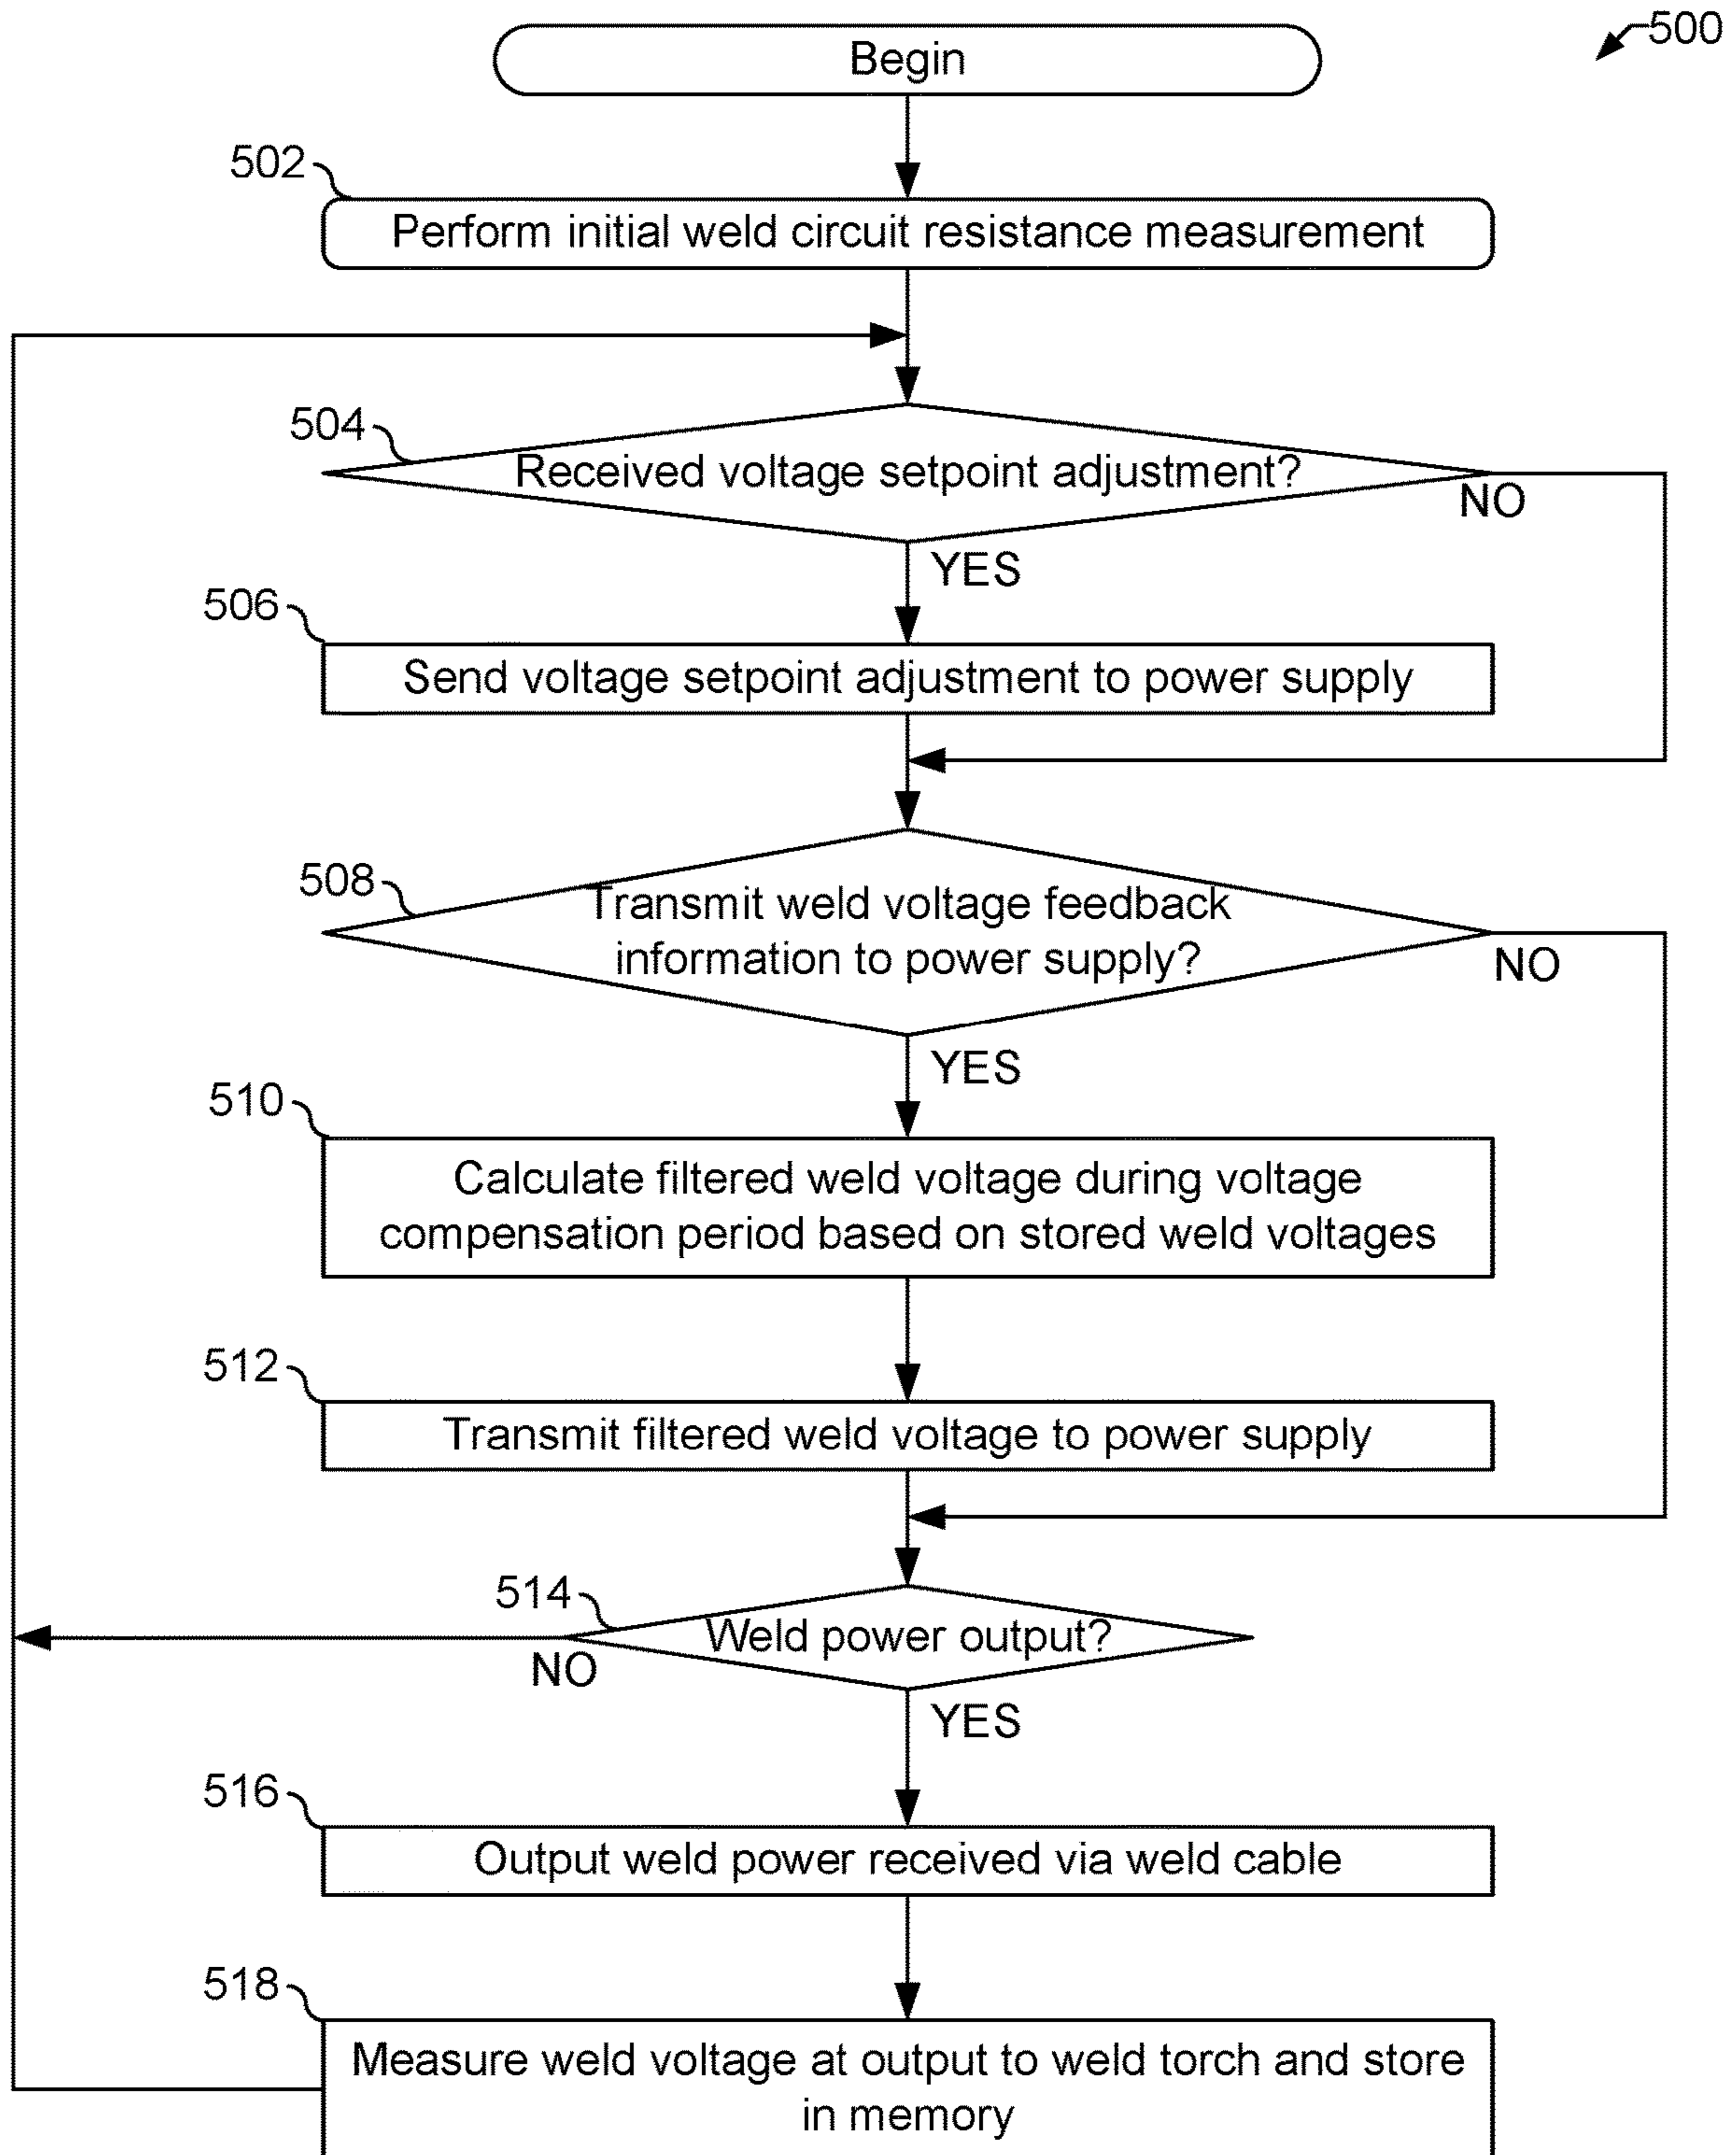 500
Begin
502
Perform initial weld circuit resistance measurement
504
Received voltage setpoint adjustment?
NO
YES
506
Send voltage setpoint adjustment to power supply
508
Transmit weld voltage feedback
information to power supply?
NO
YES
510
Calculate filtered weld voltage during voltage
compensation period based on stored weld voltages
512
Transmit filtered weld voltage to power supply
514
Weld power output?
NO
YES
516
Output weld power received via weld cable
518
Measure weld voltage at output to weld torch and store
in memory